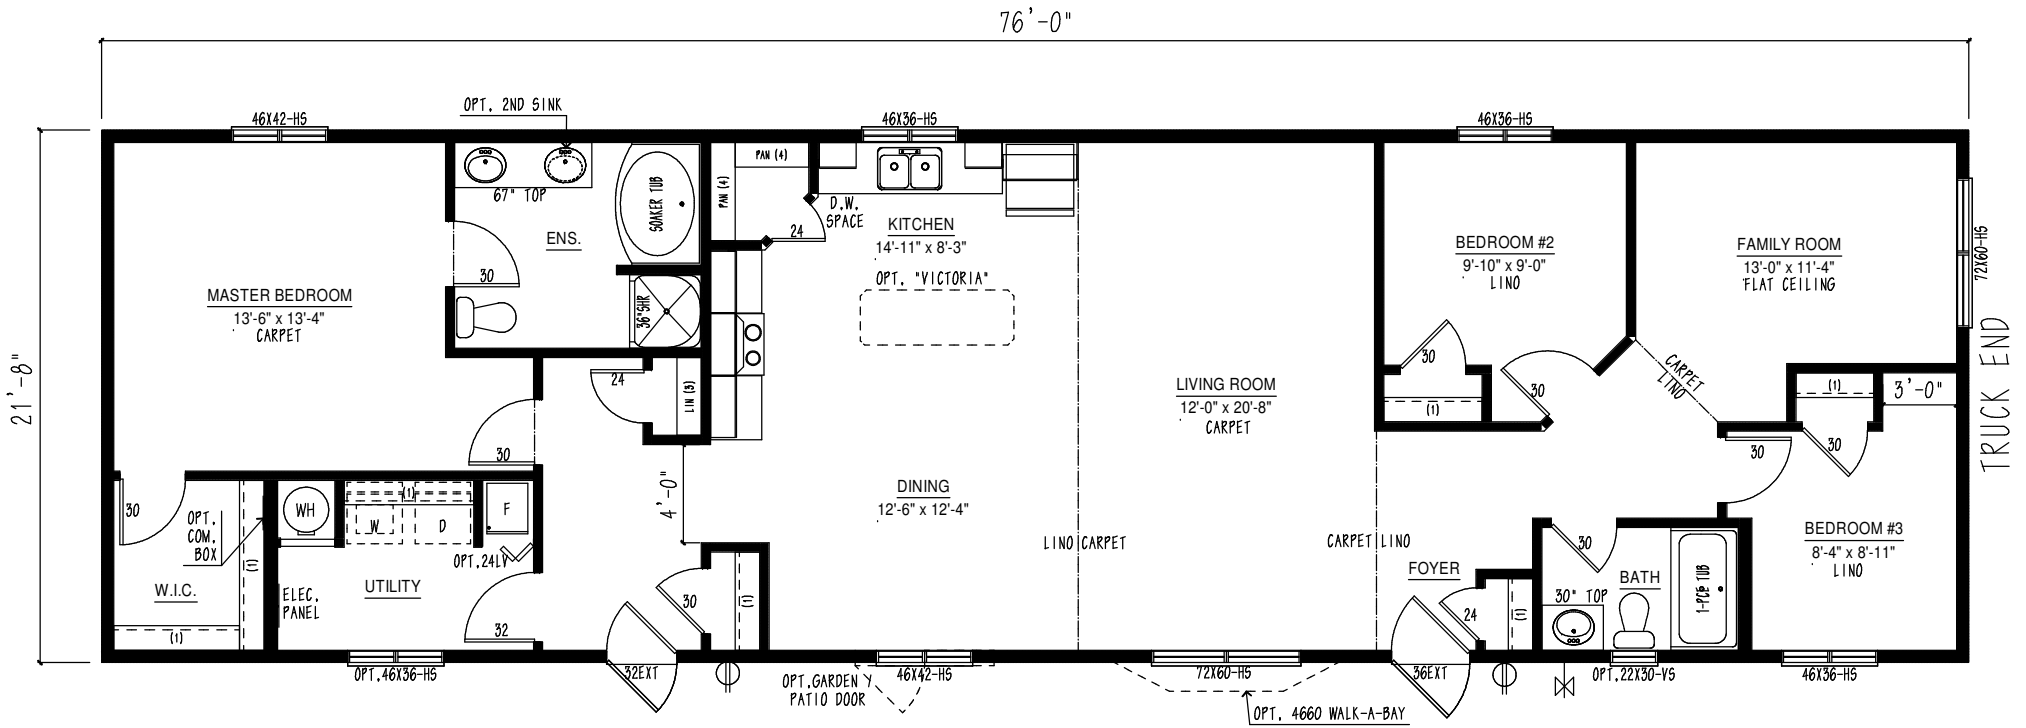 76'-0"
OPT. 2ND SINK
46X42-HS
46X36-HS
46X36-HS
PAN (4)
PAN (4)
67" TOP
SOAKER TUB
D.W.
SPACE
24
KITCHEN
14'-11" x 8'-3"
OPT. "VICTORIA"
ENS.
30
36"SHR
BEDROOM #2
9'-10" x 9'-0"
LINO
FAMILY ROOM
13'-0" x 11'-4"
FLAT CEILING
72X60-HS
TRUCK END
MASTER BEDROOM
13'-6" x 13'-4"
CARPET
21'-8"
24
LIN (3)
30
LIVING ROOM
12'-0" x 20'-8"
CARPET
30
(1)
30
CARPET
LINO
(1)
3'-0"
30
30
30
OPT.
COM.
BOX
(1)
W.I.C.
(1)
WH
(1)
W
D
F
OPT.24LV
ELEC.
PANEL
UTILITY
32
4'-0"
DINING
12'-6" x 12'-4"
LINO CARPET
CARPET LINO
30
(1)
FOYER
24
(1)
30
BATH
30" TOP
1-PCE TUB
BEDROOM #3
8'-4" x 8'-11"
LINO
OPT.46X36-HS
32EXT
OPT.GARDEN
PATIO DOOR
46X42-HS
72X60-HS
OPT. 4660 WALK-A-BAY
36EXT
OPT.22X30-VS
46X36-HS